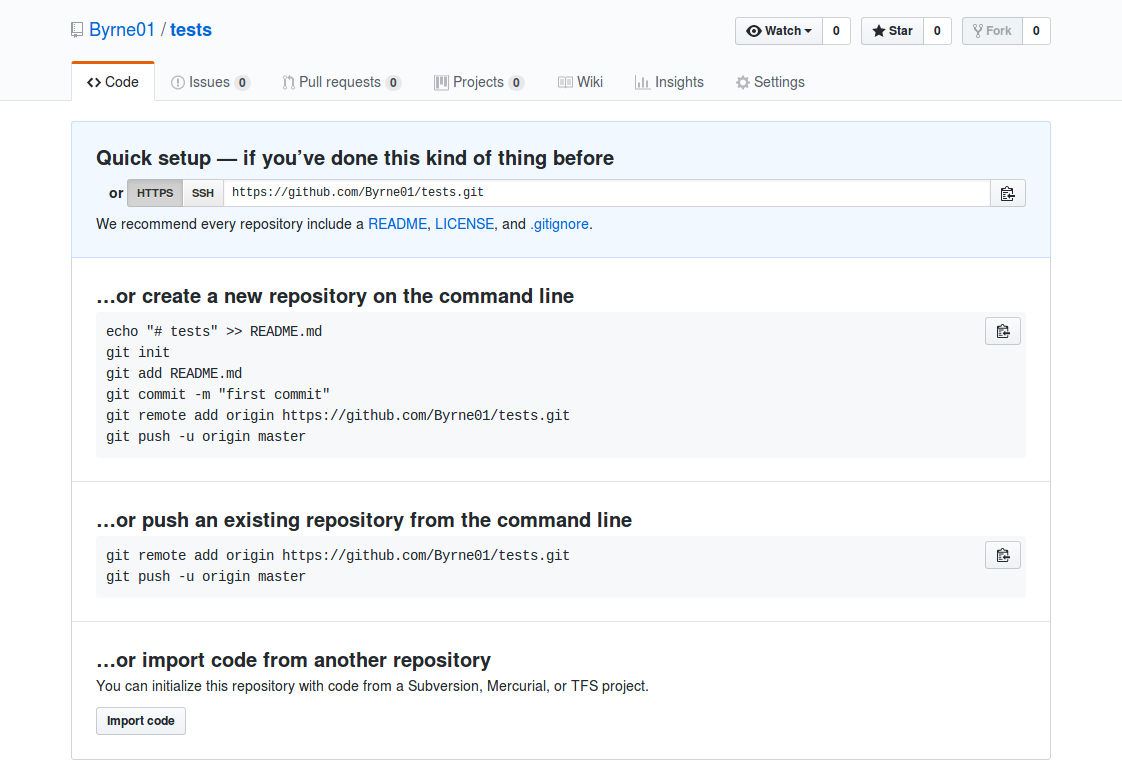 Byrne01 / tests
Watch 0 Star 0 Fork 0
Code Issues 0 Pull requests 0 Projects 0 Wiki Insights Settings
Quick setup — if you’ve done this kind of thing before
or HTTPS SSH https://github.com/Byrne01/tests.git
We recommend every repository include a README, LICENSE, and .gitignore.
…or create a new repository on the command line
echo "# tests" >> README.md
git init
git add README.md
git commit -m "first commit"
git remote add origin https://github.com/Byrne01/tests.git
git push -u origin master
…or push an existing repository from the command line
git remote add origin https://github.com/Byrne01/tests.git
git push -u origin master
…or import code from another repository
You can initialize this repository with code from a Subversion, Mercurial, or TFS project.
Import code